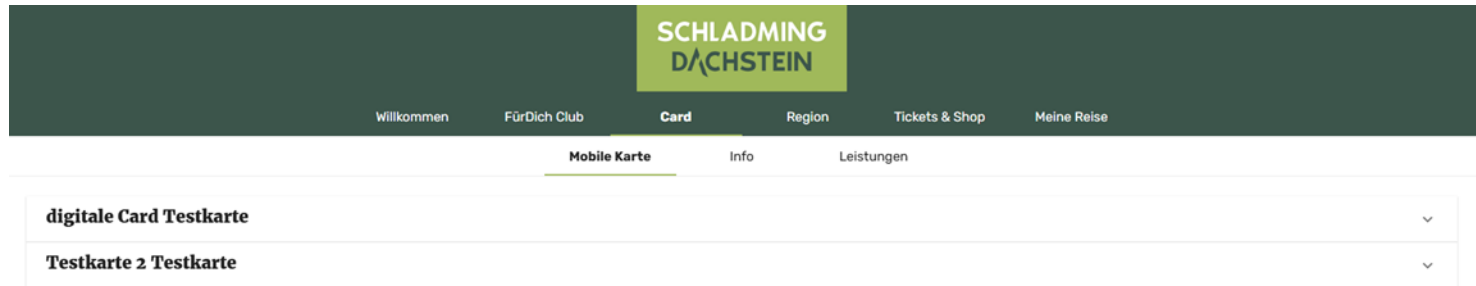 SCHLADMING
DACHSTEIN
Willkommen FürDich Club Card Region Tickets & Shop Meine Reise
Mobile Karte Info Leistungen
digitale Card Testkarte
Testkarte 2 Testkarte